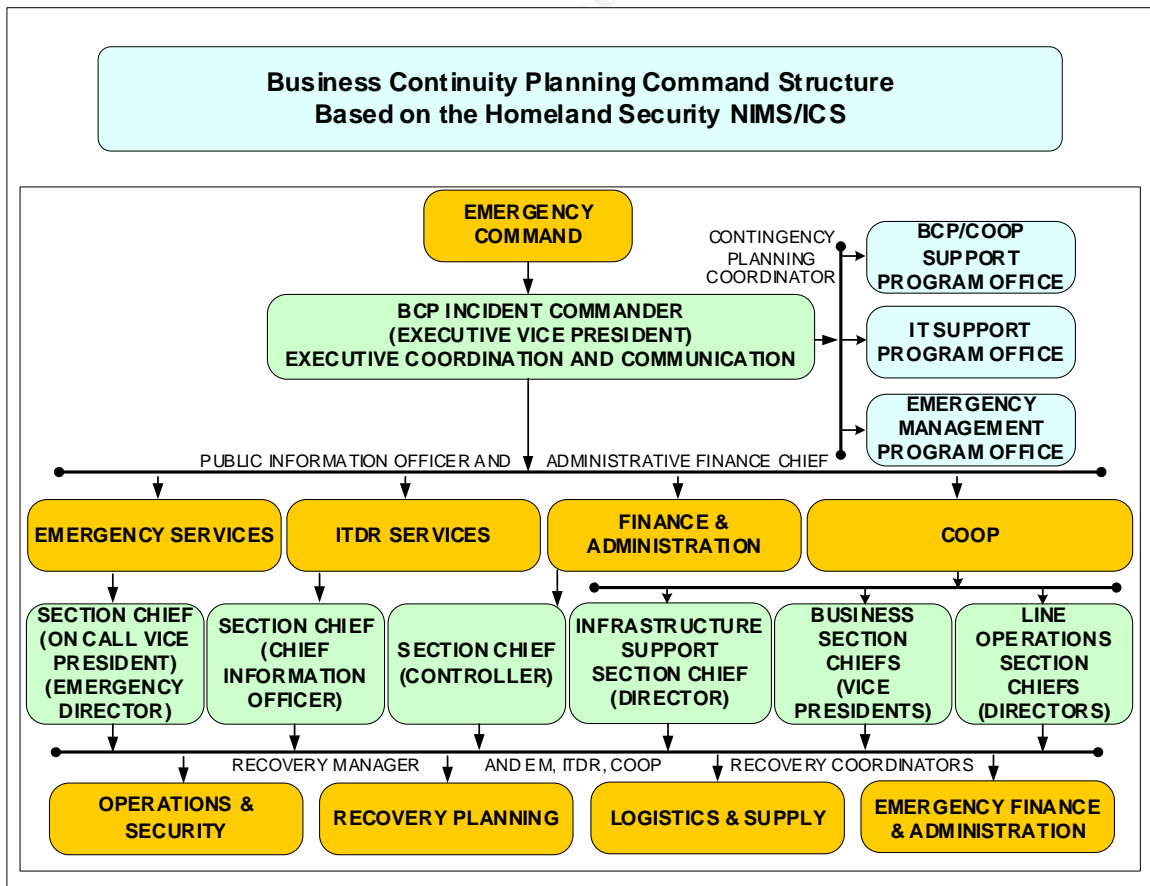 Business Continuity Planning Command Structure
Based on the Homeland Security NIMS/ICS
EMERGENCY
COMMAND
CONTINGENCY
PLANNING
COORDINATOR
BCP/COOP
SUPPORT
PROGRAM OFFICE
BCP INCIDENT COMMANDER
(EXECUTIVE VICE PRESIDENT)
EXECUTIVE COORDINATION AND COMMUNICATION
IT SUPPORT
PROGRAM OFFICE
EMERGENCY
MANAGEMENT
PROGRAM OFFICE
PUBLIC INFORMATION OFFICER AND ADMINISTRATIVE FINANCE CHIEF
EMERGENCY SERVICES
ITDR SERVICES
FINANCE &
ADMINISTRATION
COOP
SECTION CHIEF
(ON CALL VICE
PRESIDENT)
(EMERGENCY
DIRECTOR)
SECTION CHIEF
(CHIEF
INFORMATION
OFFICER)
SECTION CHIEF
(CONTROLLER)
INFRASTRUCTURE
SUPPORT
SECTION CHIEF
(DIRECTOR)
BUSINESS
SECTION
CHIEFS
(VICE
PRESIDENTS)
LINE
OPERATIONS
SECTION
CHIEFS
(DIRECTORS)
RECOVERY MANAGER AND EM, ITDR, COOP RECOVERY COORDINATORS
OPERATIONS &
SECURITY
RECOVERY PLANNING
LOGISTICS & SUPPLY
EMERGENCY FINANCE
& ADMINISTRATION